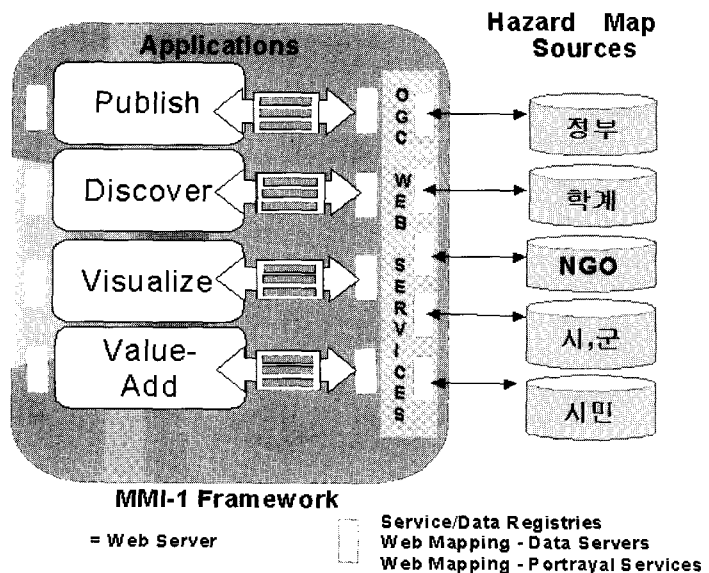 Hazard Map
Sources
Applications
Publish
Discover
Visualize
Value-
Add
OGC WEB SERVICES
정부
학계
NGO
시,군
시민
MMI-1 Framework
= Web Server
Service/Data Registries
Web Mapping - Data Servers
Web Mapping - Portrayal Services